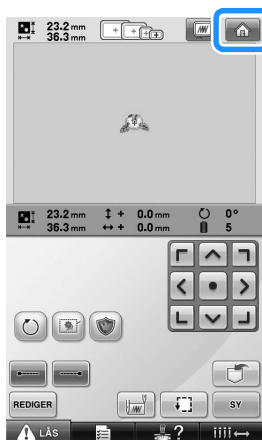 23.2 mm
36.3 mm
23.2 mm + 0.0 mm 0°
36.3 mm + 0.0 mm 5
REDIGER SY
LÅS ?